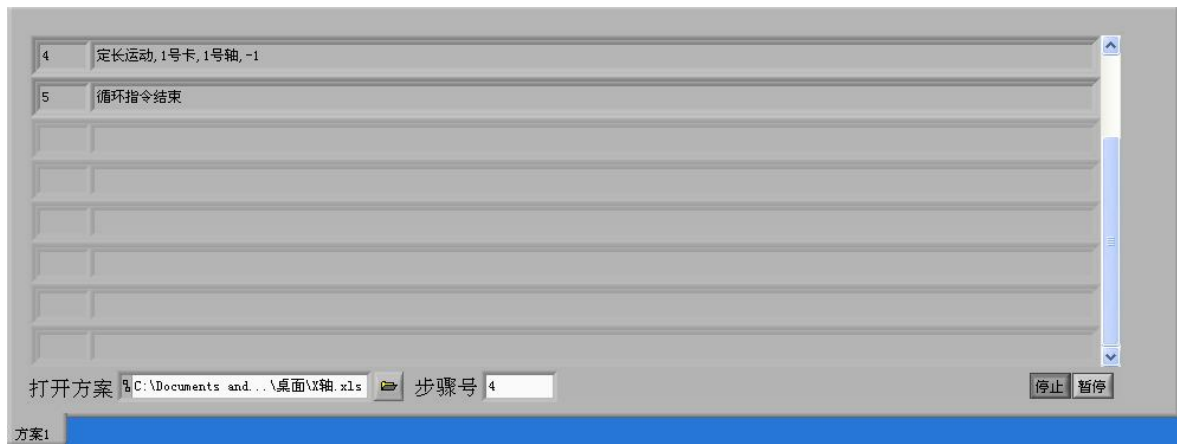 4 定长运动,1号卡,1号轴,-1
5 循环指令结束
打开方案 C:\Documents and...\桌面\X轴.xls 步骤号 4 停止 暂停
方案1